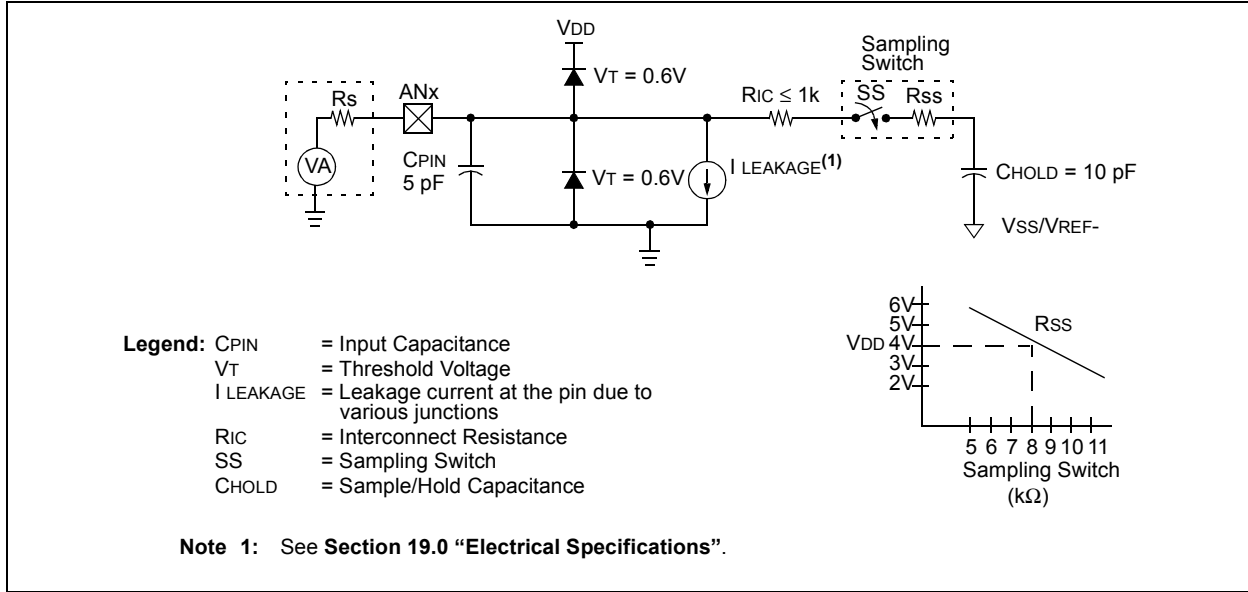 VDD
Sampling
Switch
VT = 0.6V
Rs
ANx
RIC ≤ 1k
SS
Rss
VA
CPIN
5 pF
VT = 0.6V
I LEAKAGE(1)
CHOLD = 10 pF
VSS/VREF-
6V
5V
VDD 4V
3V
2V
RSS
5 6 7 8 9 10 11
Sampling Switch
(kΩ)
Legend: CPIN = Input Capacitance
VT = Threshold Voltage
I LEAKAGE = Leakage current at the pin due to
various junctions
RIC = Interconnect Resistance
SS = Sampling Switch
CHOLD = Sample/Hold Capacitance
Note 1: See Section 19.0 “Electrical Specifications”.